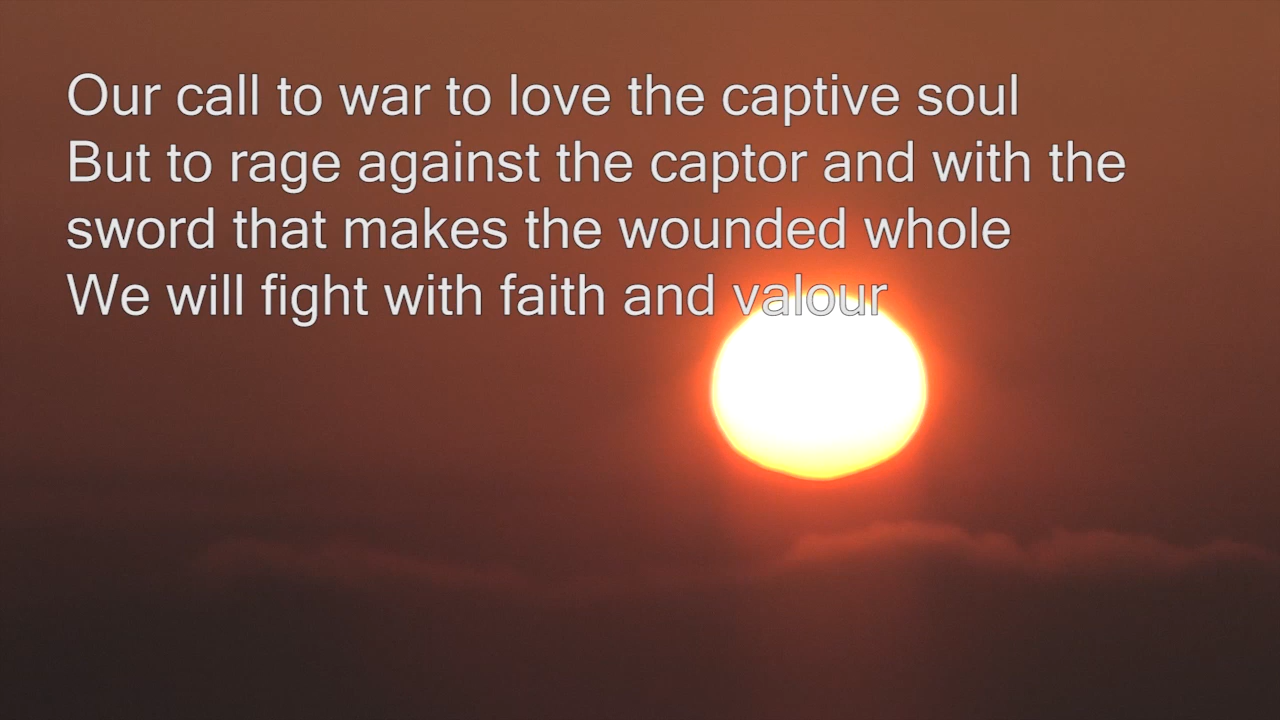 Our call to war to love the captive soul
But to rage against the captor and with the
sword that makes the wounded whole
We will fight with faith and valour